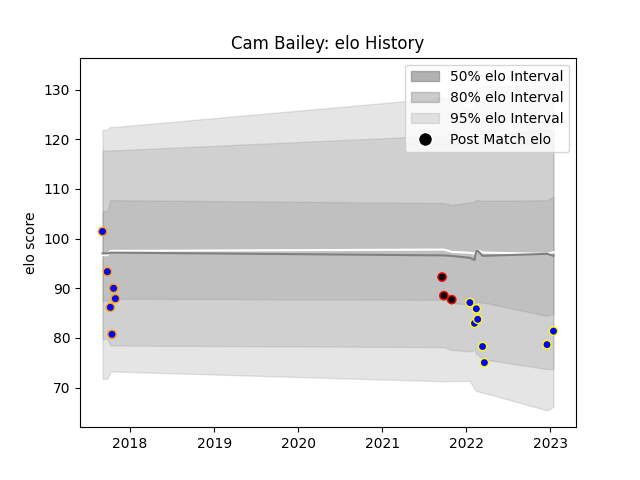 Cam Bailey: elo History
50% elo Interval
80% elo Interval
95% elo Interval
Post Match elo
elo score
130
120
110
100
90
80
70
2018
2019
2020
2021
2022
2023